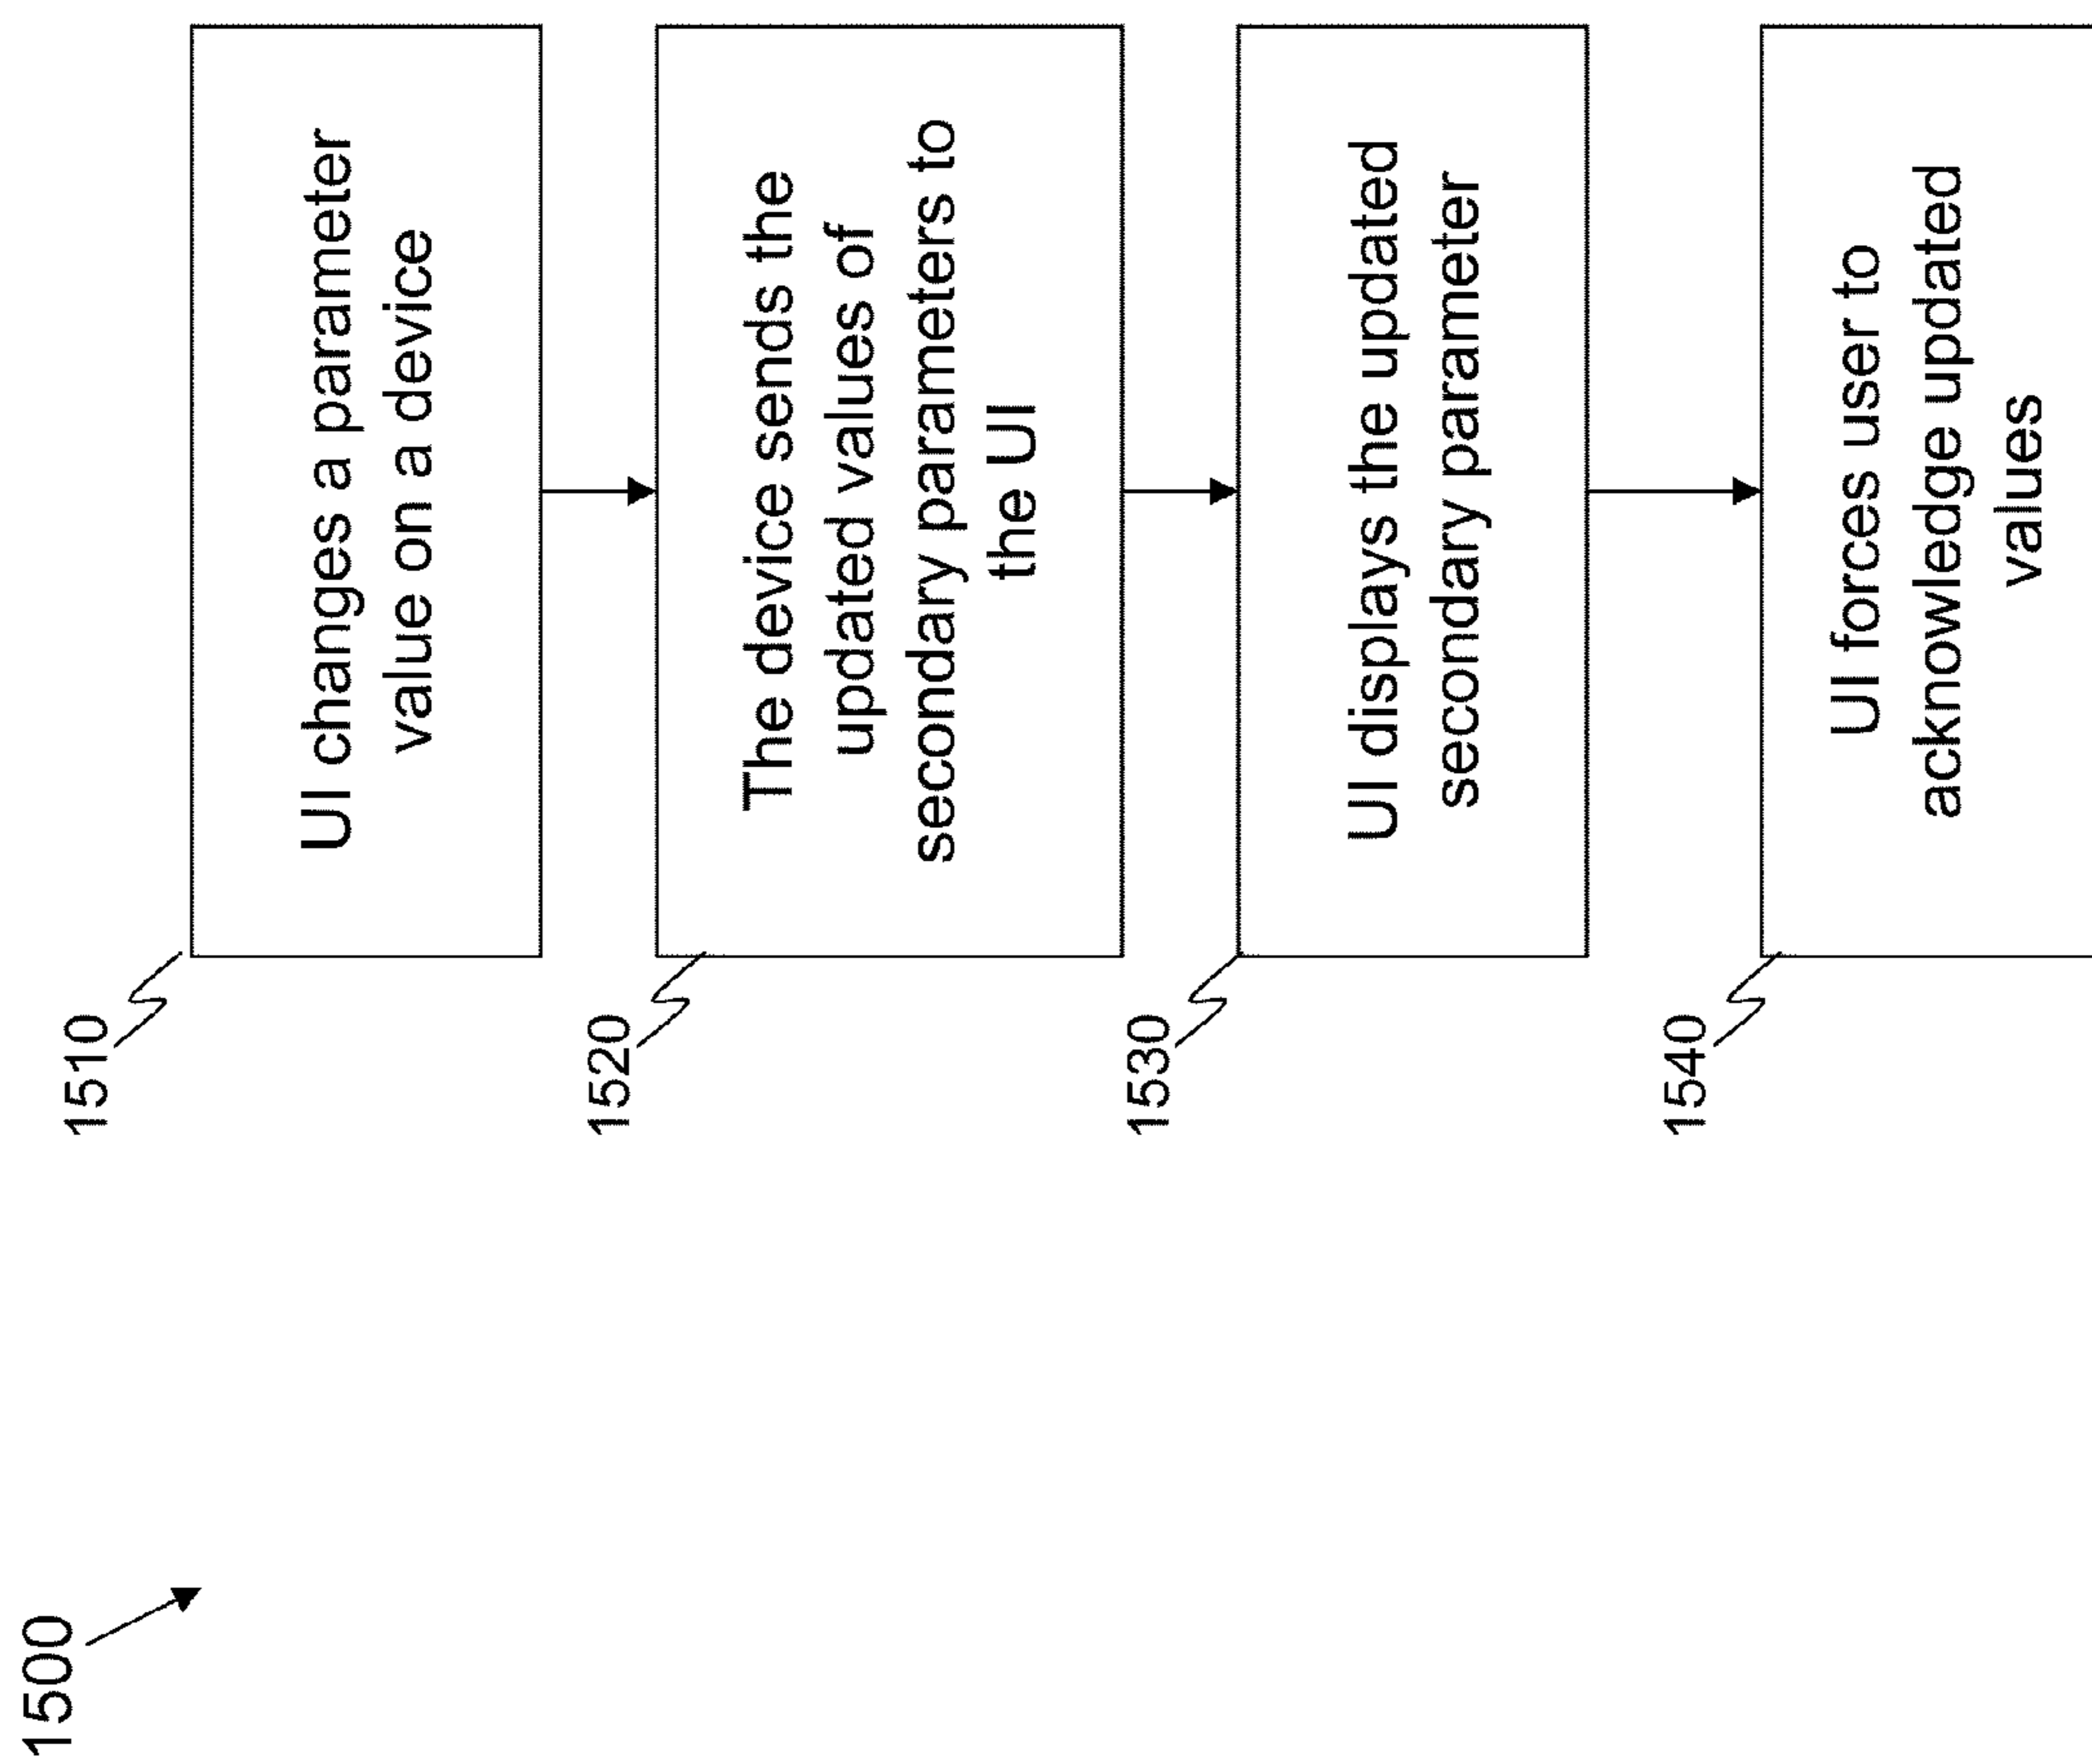 1500
1510
UI changes a parameter
value on a device
1520
The device sends the
updated values of
secondary parameters to
the UI
1530
UI displays the updated
secondary parameter
1540
UI forces user to
acknowledge updated
values